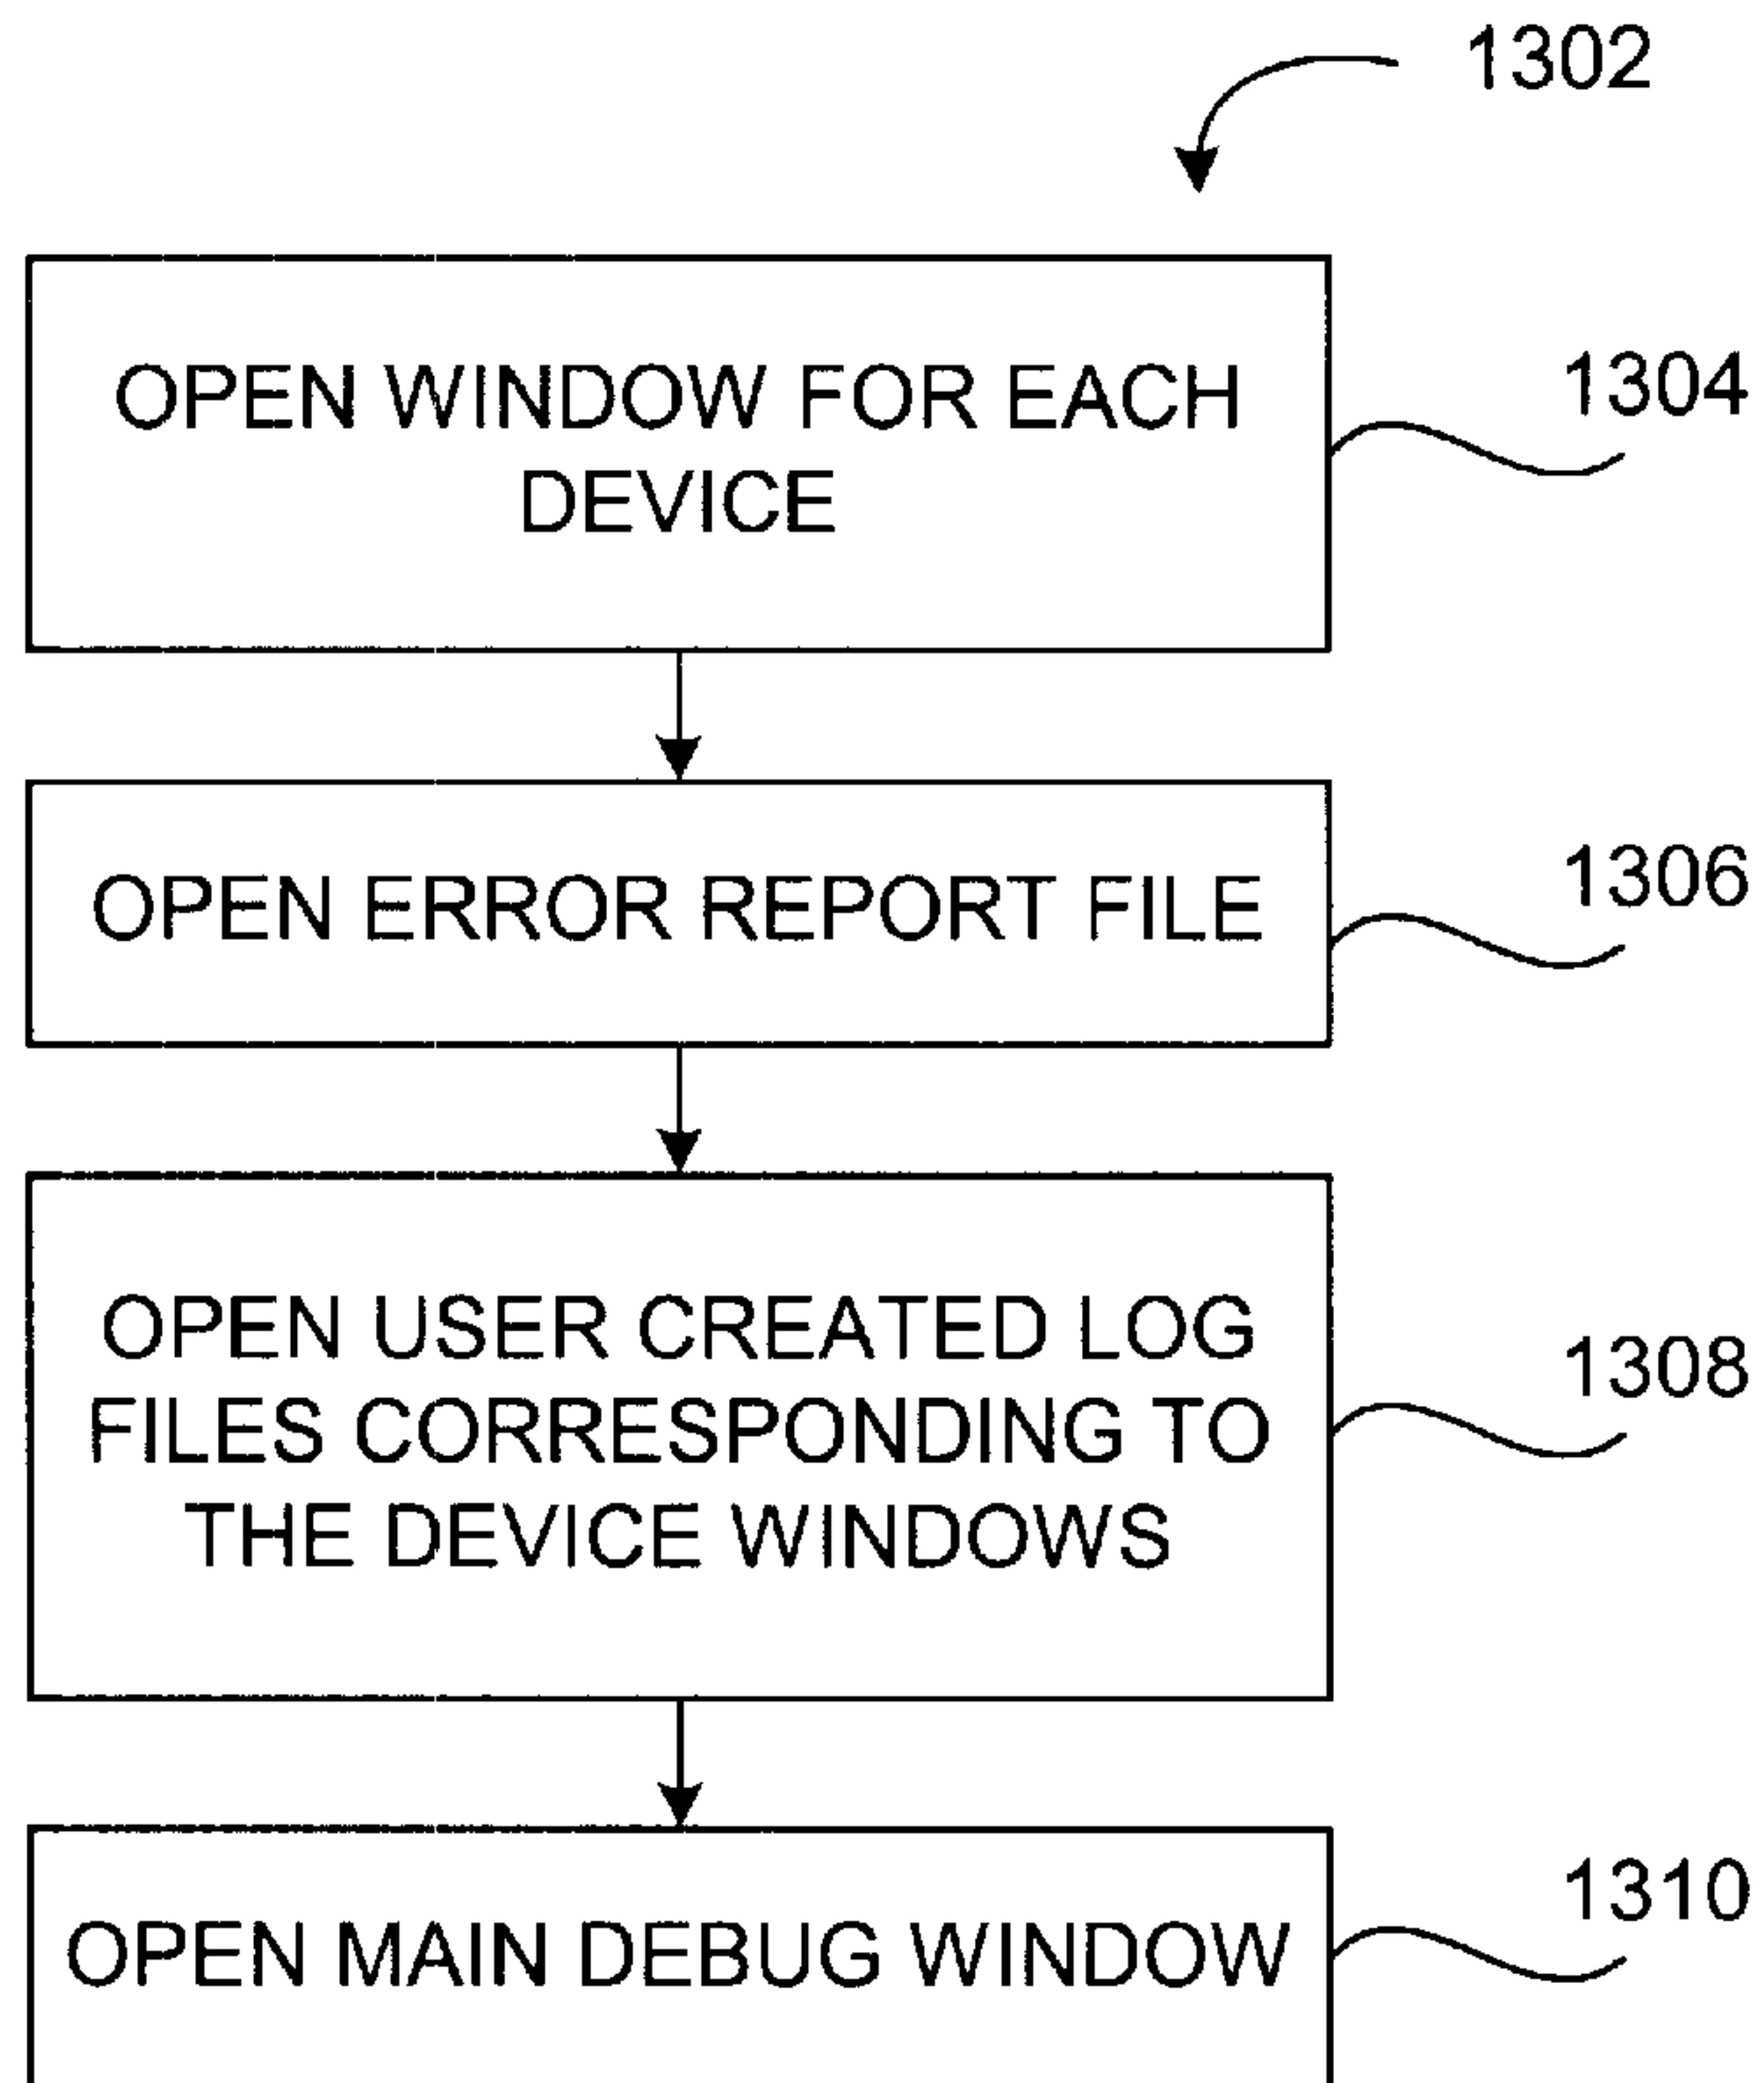 1302
OPEN WINDOW FOR EACH
DEVICE
1304
OPEN ERROR REPORT FILE
1306
OPEN USER CREATED LOG
FILES CORRESPONDING TO
THE DEVICE WINDOWS
1308
OPEN MAIN DEBUG WINDOW
1310